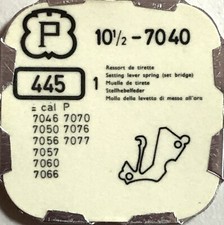 P
10½-7040
445
1
Ressort de tirette
Setting lever spring (set bridge)
Muelle de tirete
Stellhebelfeder
Molla della levetta di messa all'ora
= cal P
7046 7070
7050 7076
7056 7077
7057
7060
7066